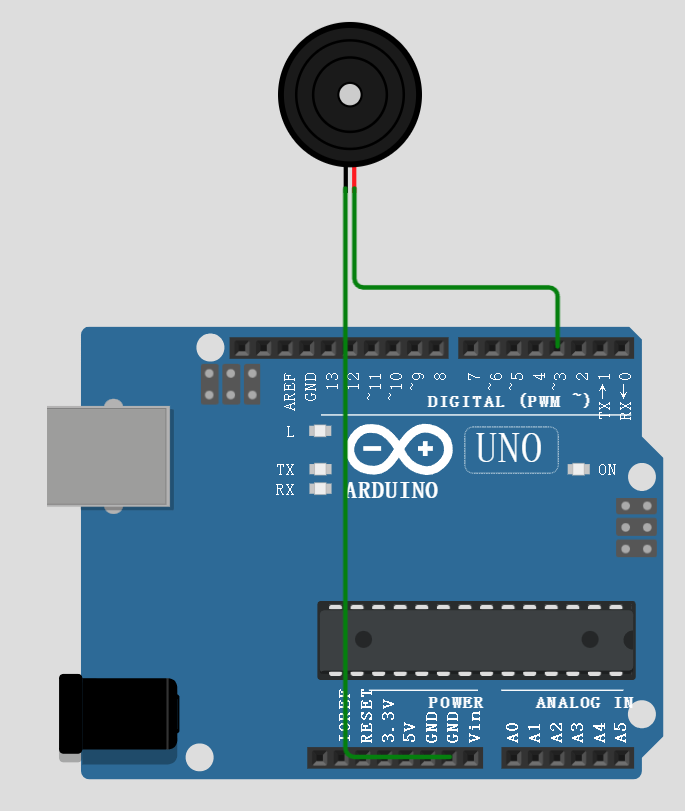 AREF
GND
13
12
~11
~10
~9
8
7
~6
~5
4
~3
2
TX→1
RX←0
DIGITAL (PWM ~)
L
TX
RX
ARDUINO
UNO
ON
POWER
ANALOG IN
IOREF
RESET
3.3V
5V
GND
GND
Vin
A0
A1
A2
A3
A4
A5